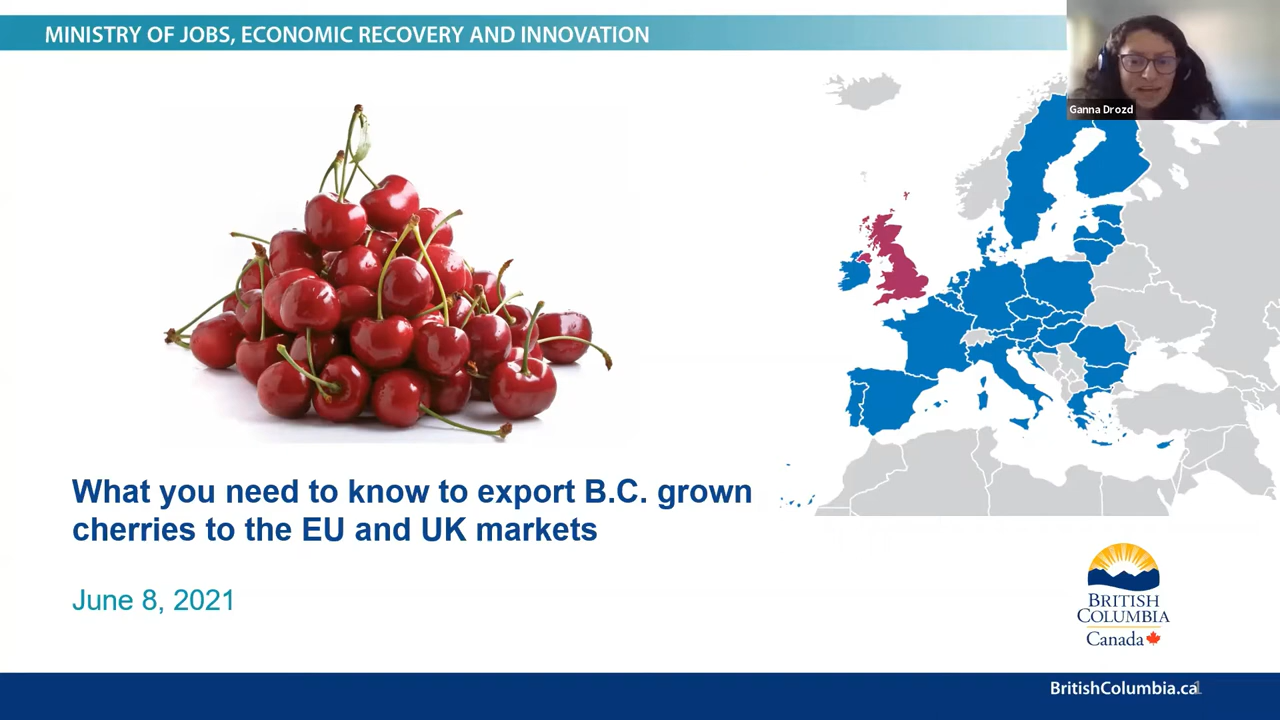 MINISTRY OF JOBS, ECONOMIC RECOVERY AND INNOVATION
Ganna Drozd
What you need to know to export B.C. grown
cherries to the EU and UK markets
June 8, 2021
BRITISH
COLUMBIA
Canada
BritishColumbia.ca
1